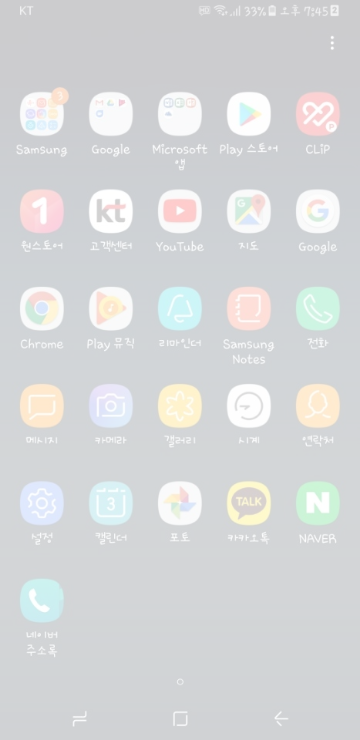 KT 33% 오후 7:45
Samsung Google Microsoft 앱 Play 스토어 CLiP
원스토어 고객센터 YouTube 지도 Google
Chrome Play 뮤직 리마인더 Samsung Notes 전화
메시지 카메라 갤러리 시계 연락처
설정 캘린더 포토 카카오톡 NAVER
네이버 주소록
1
kt
3
TALK
N